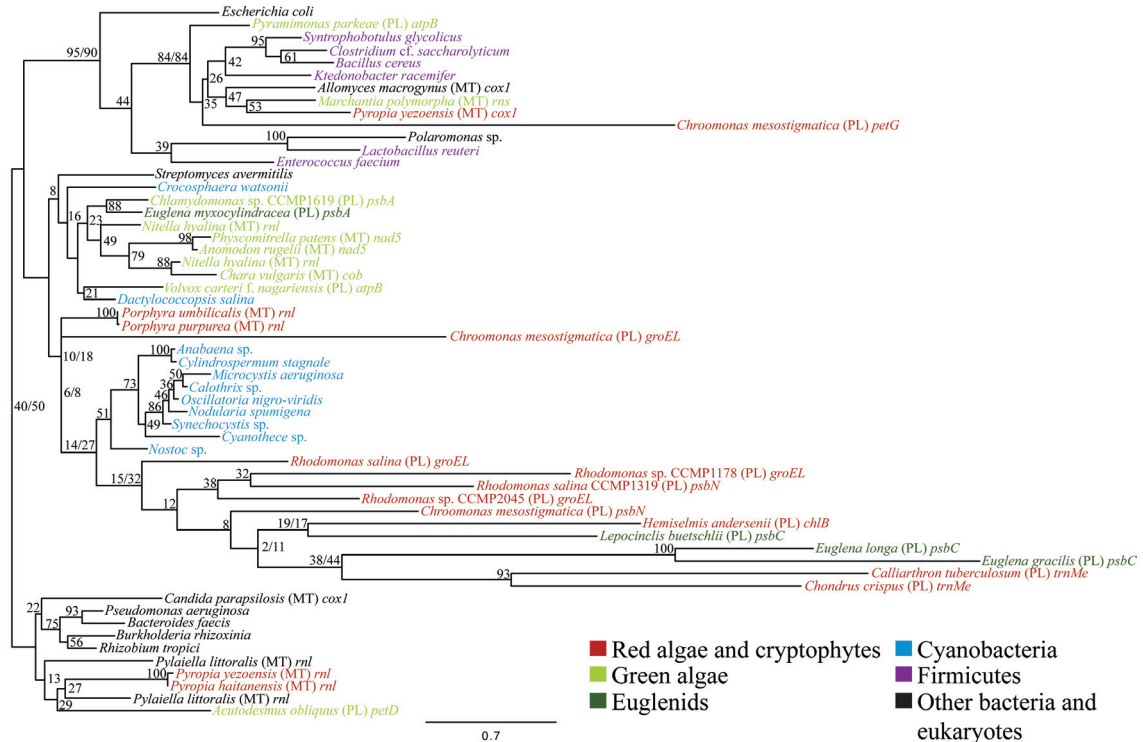 Escherichia coli
Pyramimonas parkeae (PL) atpB
95/90
Syntrophobotulus glycolicus
95
84/84
Clostridium cf. saccharolyticum
42
61
Bacillus cereus
26
Ktedonobacter racemifer
Allomyces macrogynus (MT) cox1
44
35
47
Marchantia polymorpha (MT) rns
53
Pyropia yezoensis (MT) cox1
Chroomonas mesostigmatica (PL) petG
100
Polaromonas sp.
39
Lactobacillus reuteri
Enterococcus faecium
Streptomyces avermitilis
8
Crocosphaera watsonii
Chlamydomonas sp. CCMP1619 (PL) psbA
88
Euglena myxocylindracea (PL) psbA
16
23
Nitella hyalina (MT) rnl
49
98
Physcomitrella patens (MT) nad5
Anomodon rugelii (MT) nad5
79
88
Nitella hyalina (MT) rnl
Chara vulgaris (MT) cob
Volvox carteri f. nagariensis (PL) atpB
21
Dactylococcopsis salina
100
Porphyra umbilicalis (MT) rnl
Porphyra purpurea (MT) rnl
Chroomonas mesostigmatica (PL) groEL
10/18
100
Anabaena sp.
Cylindrospermum stagnale
73
50
Microcystis aeruginosa
36
Calothrix sp.
6/8
46
Oscillatoria nigro-viridis
40/50
86
Nodularia spumigena
51
49
Synechocystis sp.
Cyanothece sp.
14/27
Nostoc sp.
Rhodomonas salina (PL) groEL
15/32
32
Rhodomonas sp. CCMP1178 (PL) groEL
38
Rhodomonas salina CCMP1319 (PL) psbN
12
Rhodomonas sp. CCMP2045 (PL) groEL
Chroomonas mesostigmatica (PL) psbN
8
19/17
Hemiselmis andersenii (PL) chlB
Lepocinclis buetschlii (PL) psbC
2/11
100
Euglena longa (PL) psbC
38/44
Euglena gracilis (PL) psbC
93
Calliarthron tuberculosum (PL) trnMe
Chondrus crispus (PL) trnMe
Candida parapsilosis (MT) cox1
22
93
Pseudomonas aeruginosa
75
Bacteroides faecis
Burkholderia rhizoxinia
56
Rhizobium tropici
Pylaiella littoralis (MT) rnl
13
100
Pyropia yezoensis (MT) rnl
27
Pyropia haitanensis (MT) rnl
Pylaiella littoralis (MT) rnl
29
Acutodesmus obliquus (PL) petD
0.7
Red algae and cryptophytes
Green algae
Euglenids
Cyanobacteria
Firmicutes
Other bacteria and
eukaryotes